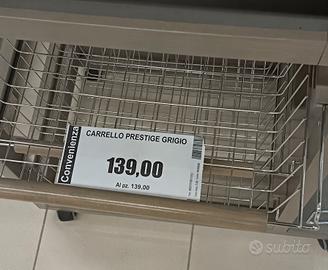 Convenienza
CARRELLO PRESTIGE GRIGIO
139,00
Al pz. 139,00
subito